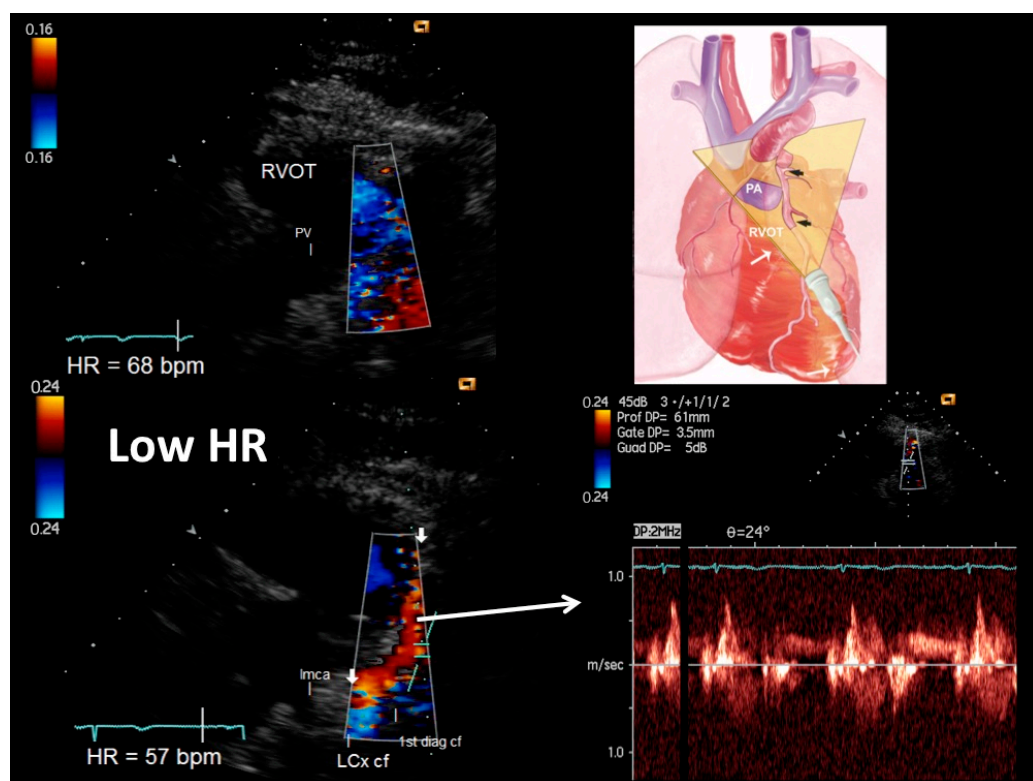 0.16
0.16
RVOT
PV
HR = 68 bpm
PA
RVOT
0.24
0.24
Low HR
lmca
1st diag cf
LCx cf
HR = 57 bpm
0.24
0.24
45dB 3 •/+1/1/ 2
Prof DP= 61mm
Gate DP= 3.5mm
Guad DP= 5dB
DP:2MHz
θ=24°
1.0
m/sec
1.0